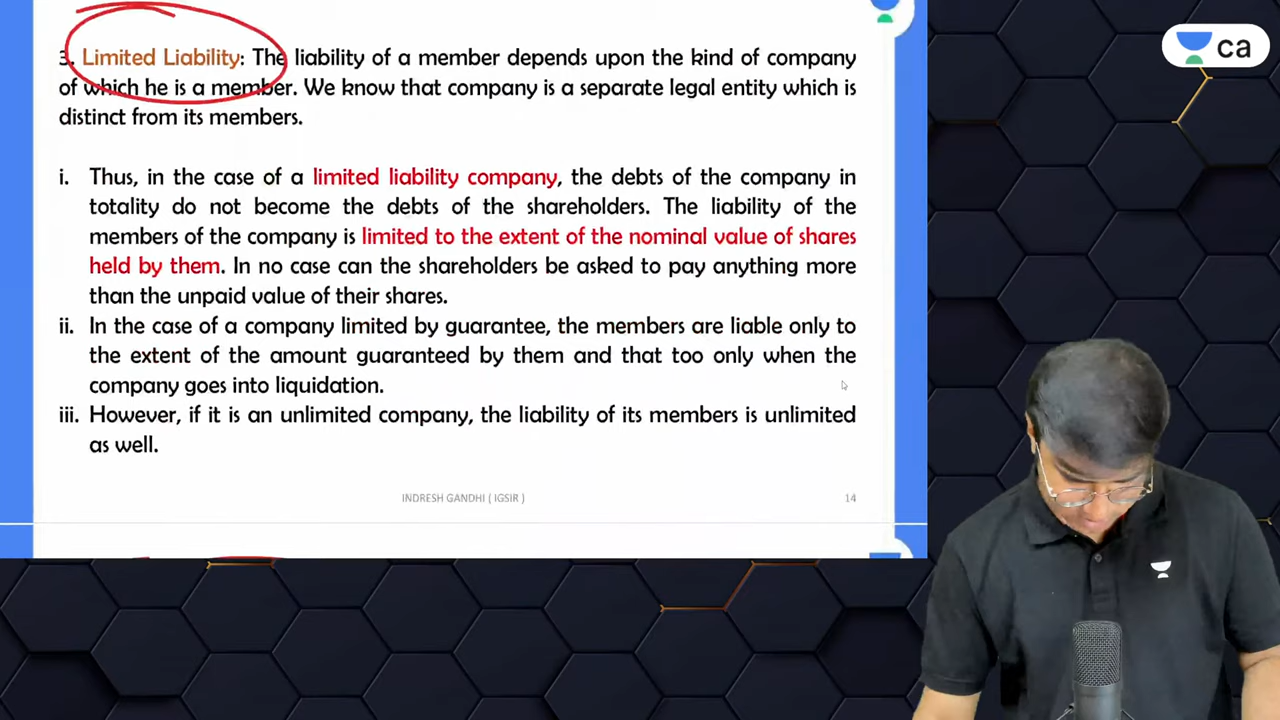 3. Limited Liability: The liability of a member depends upon the kind of company
of which he is a member. We know that company is a separate legal entity which is
distinct from its members.
i. Thus, in the case of a limited liability company, the debts of the company in
totality do not become the debts of the shareholders. The liability of the
members of the company is limited to the extent of the nominal value of shares
held by them. In no case can the shareholders be asked to pay anything more
than the unpaid value of their shares.
ii. In the case of a company limited by guarantee, the members are liable only to
the extent of the amount guaranteed by them and that too only when the
company goes into liquidation.
iii. However, if it is an unlimited company, the liability of its members is unlimited
as well.
INDRESH GANDHI ( IGSIR )
14
ca